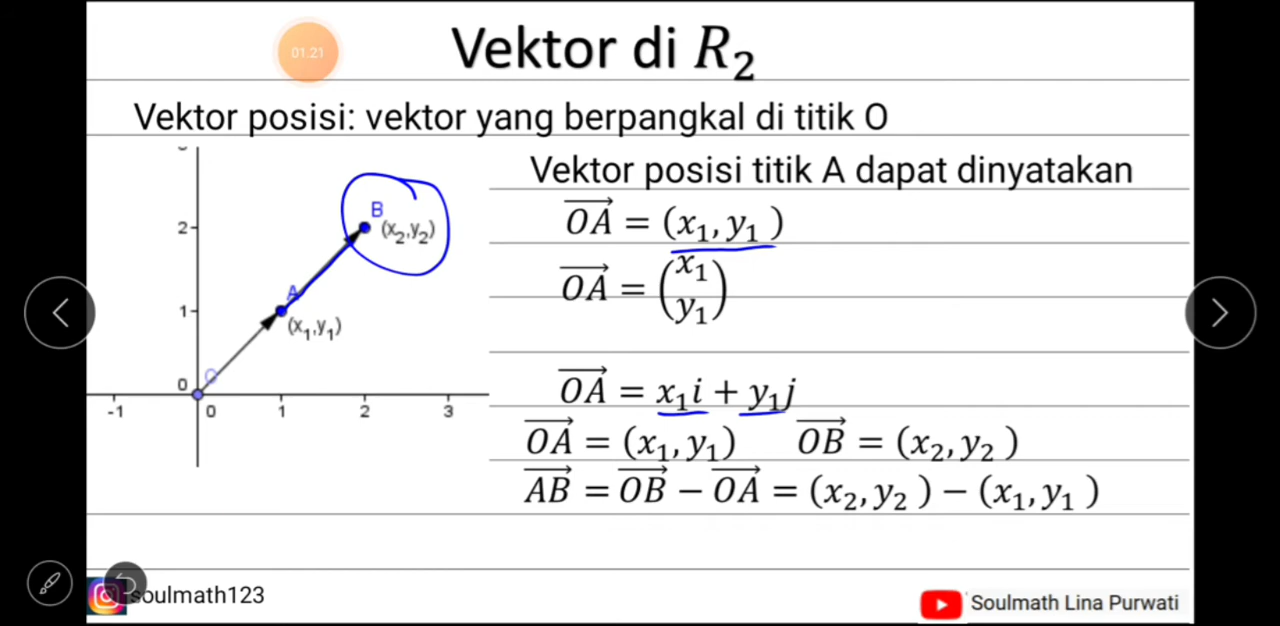 01.21
Vektor di R₂
Vektor posisi: vektor yang berpangkal di titik O
Vektor posisi titik A dapat dinyatakan
B
2
(x₂,y₂)
A
1
(x₁,y₁)
O
0
-1 0 1 2 3
→OA = (x₁, y₁ )
→OA = (x₁ y₁)
→OA = x₁i + y₁j
→OA = (x₁, y₁) →OB = (x₂, y₂ )
→AB = →OB − →OA = (x₂, y₂ ) − (x₁, y₁ )
soulmath123
Soulmath Lina Purwati